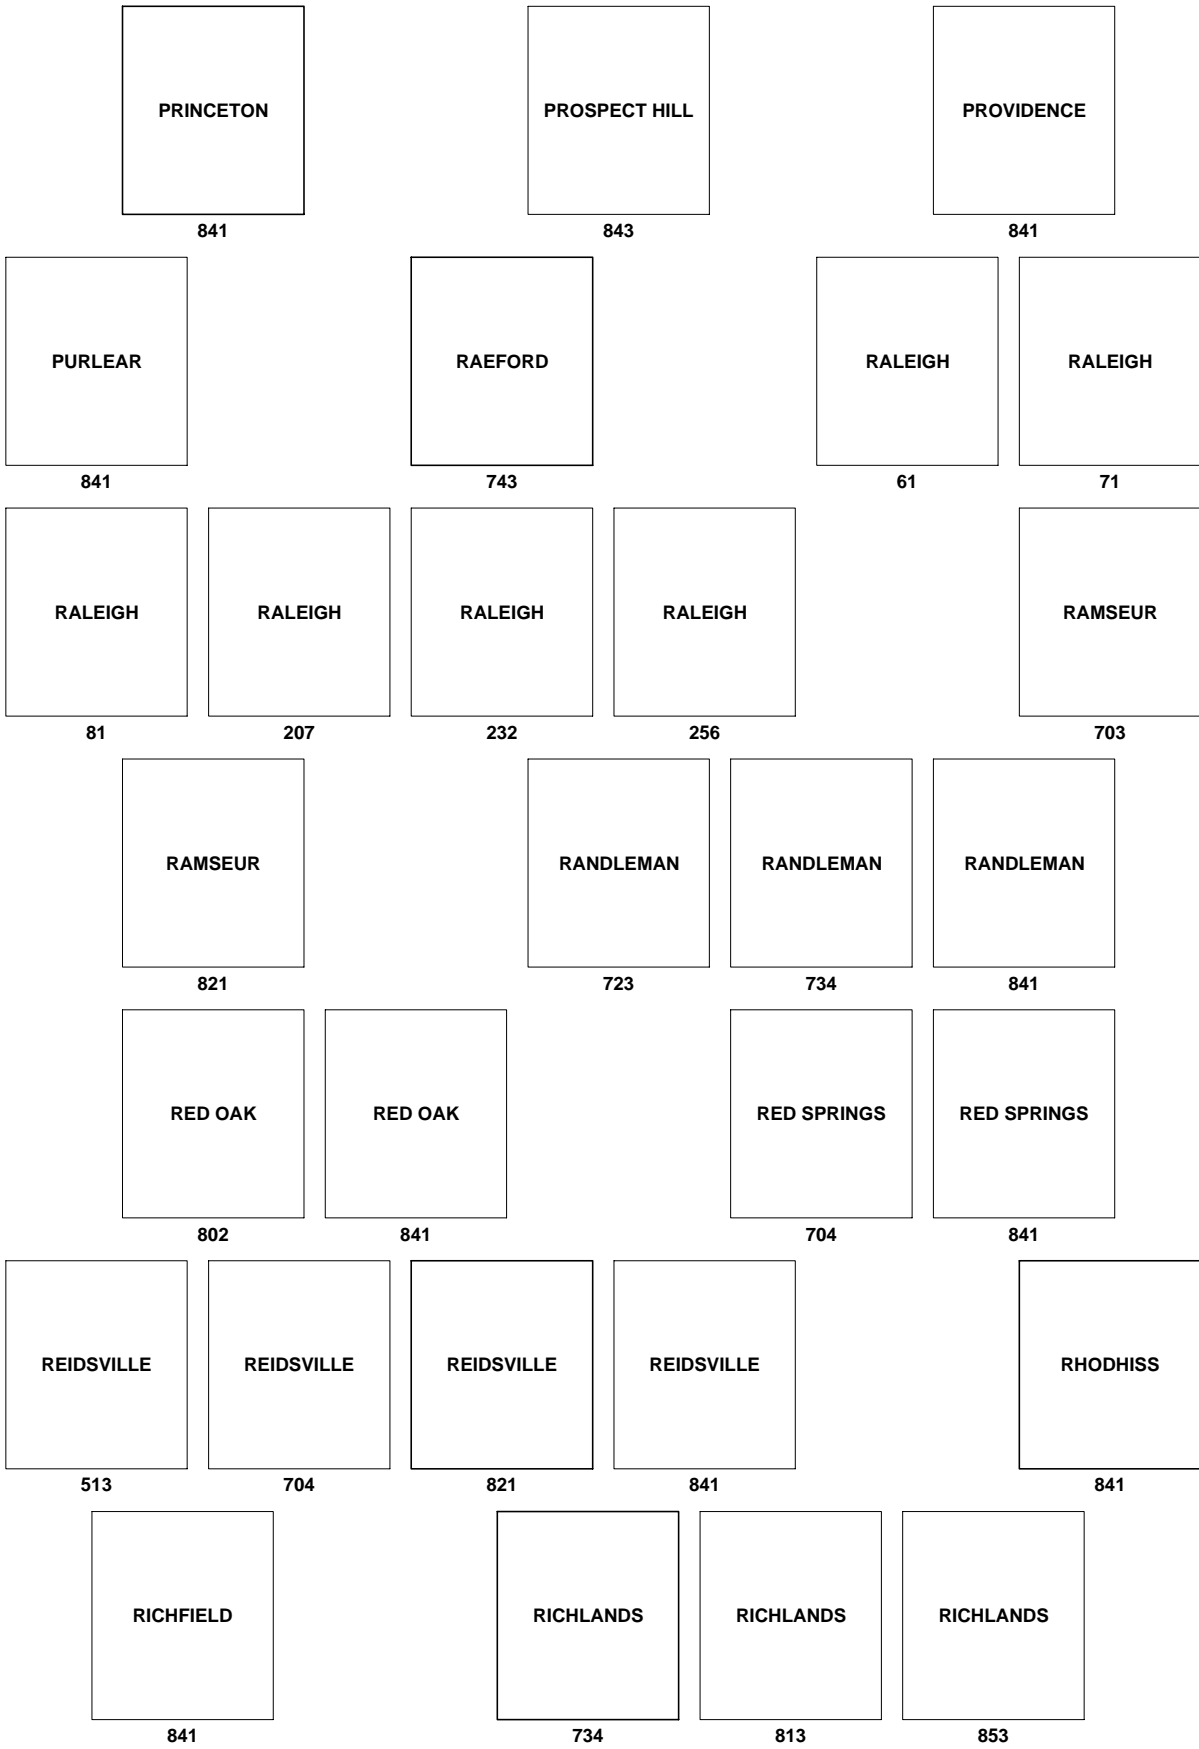 PRINCETON PROSPECT HILL PROVIDENCE
841 843 841
PURLEAR RAEFORD RALEIGH RALEIGH
841 743 61 71
RALEIGH RALEIGH RALEIGH RALEIGH RAMSEUR
81 207 232 256 703
RAMSEUR RANDLEMAN RANDLEMAN RANDLEMAN
821 723 734 841
RED OAK RED OAK RED SPRINGS RED SPRINGS
802 841 704 841
REIDSVILLE REIDSVILLE REIDSVILLE REIDSVILLE RHODHISS
513 704 821 841 841
RICHFIELD RICHLANDS RICHLANDS RICHLANDS
841 734 813 853